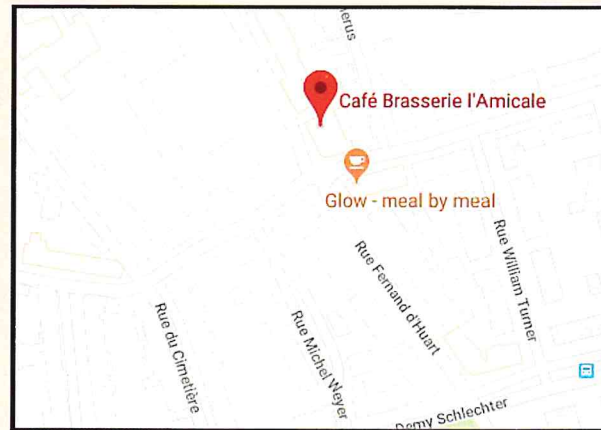 Café Brasserie l'Amicale
Glow - meal by meal
Rue Fernand d'Huart
Rue William Turner
Rue du Cimetière
Rue Michel Weyer
Schlechter